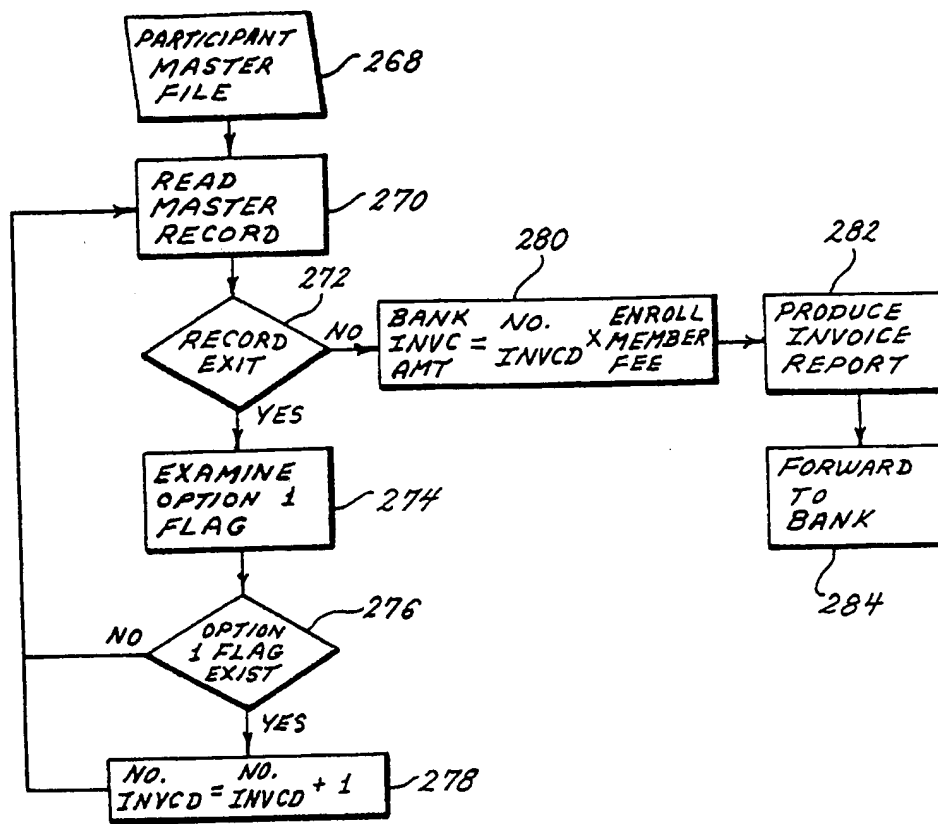 PARTICIPANT
MASTER
FILE
268
READ
MASTER
RECORD
270
272
RECORD
EXIT
NO
YES
280
BANK
INVC = NO. INVCD × ENROLL MEMBER FEE
AMT
282
PRODUCE
INVOICE
REPORT
EXAMINE
OPTION 1
FLAG
274
FORWARD
TO
BANK
284
276
OPTION
1 FLAG
EXIST
NO
YES
NO. INVCD = NO. INVCD + 1
278